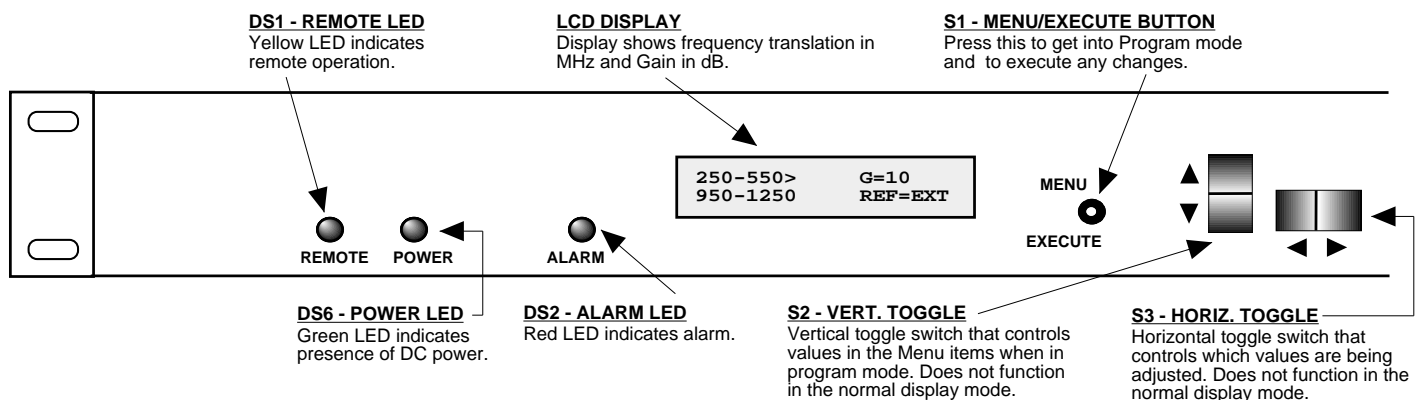 DS1 - REMOTE LED
Yellow LED indicates
remote operation.
LCD DISPLAY
Display shows frequency translation in
MHz and Gain in dB.
S1 - MENU/EXECUTE BUTTON
Press this to get into Program mode
and to execute any changes.
250-550> G=10
950-1250 REF=EXT
MENU
EXECUTE
REMOTE
POWER
ALARM
DS6 - POWER LED
Green LED indicates
presence of DC power.
DS2 - ALARM LED
Red LED indicates alarm.
S2 - VERT. TOGGLE
Vertical toggle switch that controls
values in the Menu items when in
program mode. Does not function
in the normal display mode.
S3 - HORIZ. TOGGLE
Horizontal toggle switch that
controls which values are being
adjusted. Does not function in the
normal display mode.